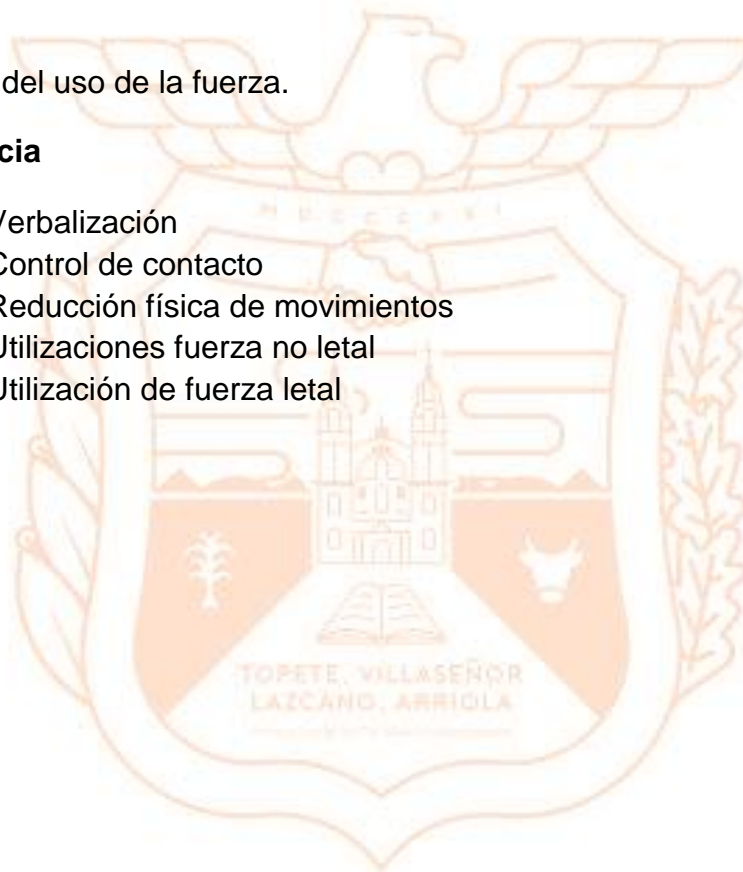 del uso de la fuerza.
cia
Verbalización
Control de contacto
Reducción física de movimientos
Utilizaciones fuerza no letal
Utilización de fuerza letal
TOPETE, VILLASEÑOR
LAZCANO, ARRIOLA